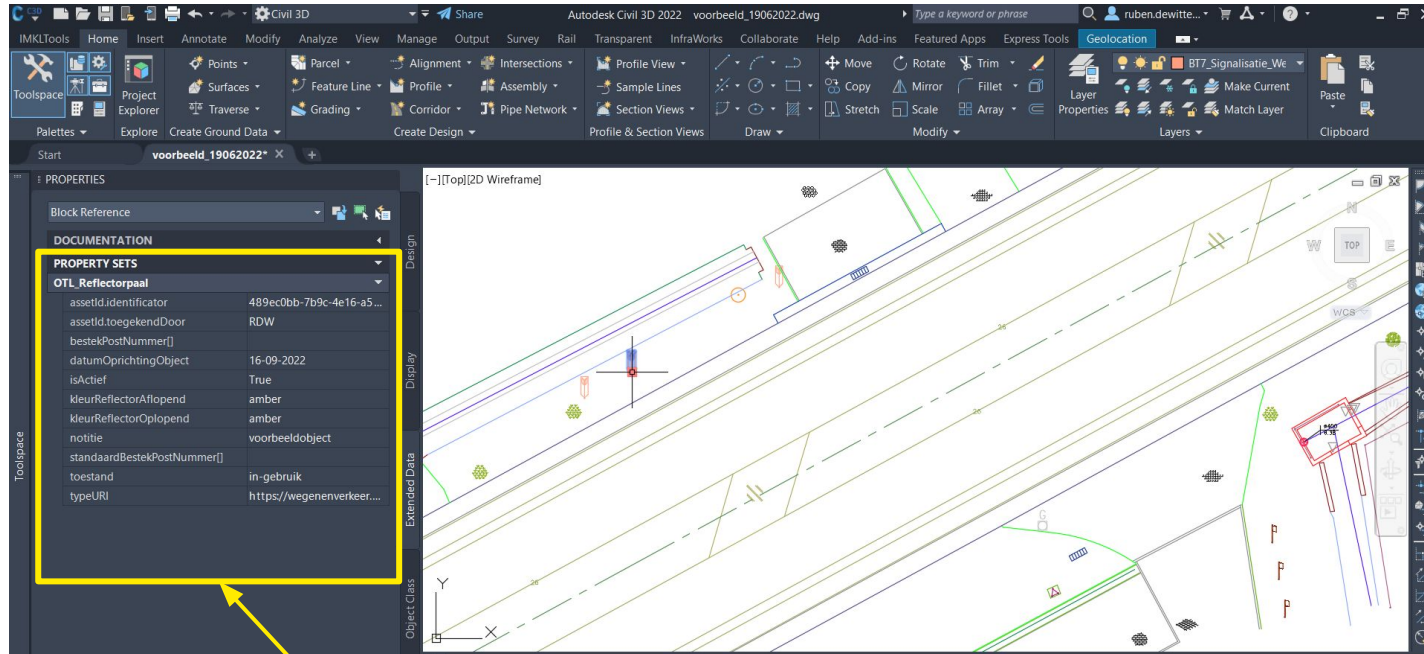 C 3D Civil 3D Share Autodesk Civil 3D 2022 voorbeeld_19062022.dwg Type a keyword or phrase ruben.dewitte...
IMKLTools Home Insert Annotate Modify Analyze View Manage Output Survey Rail Transparent InfraWorks Collaborate Help Add-ins Featured Apps Express Tools Geolocation
Toolspace
Project
Explorer
Points
Surfaces
Traverse
Parcel
Feature Line
Grading
Alignment
Profile
Corridor
Intersections
Assembly
Pipe Network
Profile View
Sample Lines
Section Views
Move
Copy
Stretch
Rotate
Mirror
Scale
Trim
Fillet
Array
Layer
Properties
BT7_Signalisatie_We
Make Current
Match Layer
Paste
Palettes Explore Create Ground Data Create Design Profile & Section Views Draw Modify Layers Clipboard
Start voorbeeld_19062022*
PROPERTIES
Block Reference
DOCUMENTATION
PROPERTY SETS
OTL_Reflectorpaal
assetId.identificator 489ec0bb-7b9c-4e16-a5...
assetId.toegekendDoor RDW
bestekPostNummer[]
datumOprichtingObject 16-09-2022
isActief True
kleurReflectorAflopend amber
kleurReflectorOplopend amber
notitie voorbeeldobject
standaardBestekPostNummer[]
toestand in-gebruik
typeURI https://wegenenverkeer....
Toolspace
Design
Display
Extended Data
Object Class
[−][Top][2D Wireframe]
N
W TOP E
S
WCS
26
26
26
G
Y
X